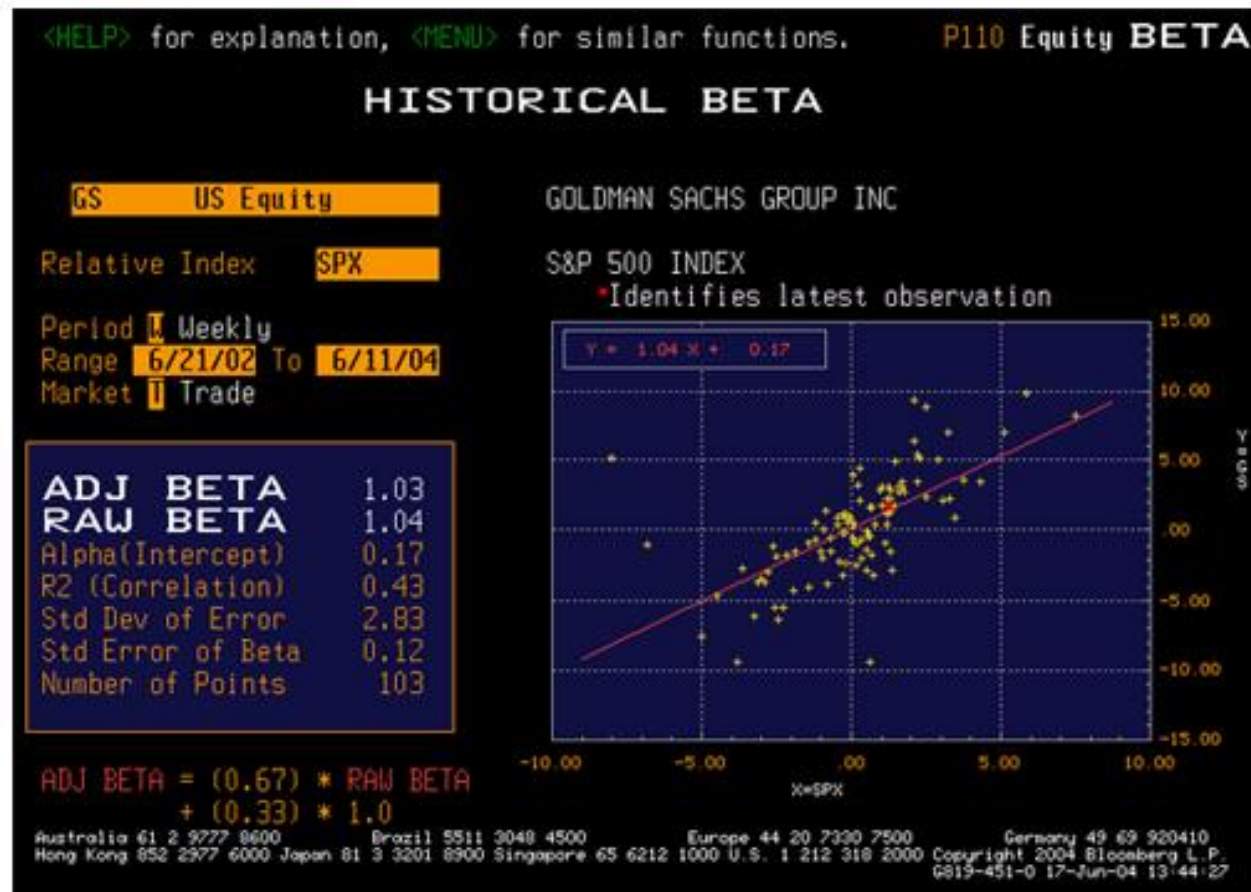 <HELP> for explanation, <MENU> for similar functions. P110 Equity BETA
HISTORICAL BETA
GS US Equity
GOLDMAN SACHS GROUP INC
Relative Index SPX
S&P 500 INDEX
*Identifies latest observation
Period W Weekly
Range 6/21/02 To 6/11/04
Market T Trade
Y = 1.04 X + 0.17
15.00
10.00
5.00
.00
-5.00
-10.00
-15.00
Y=GS
-10.00 -5.00 .00 5.00 10.00
X=SPX
ADJ BETA 1.03
RAW BETA 1.04
Alpha(Intercept) 0.17
R2 (Correlation) 0.43
Std Dev of Error 2.83
Std Error of Beta 0.12
Number of Points 103
ADJ BETA = (0.67) * RAW BETA
+ (0.33) * 1.0
Australia 61 2 9777 8600 Brazil 5511 3048 4500 Europe 44 20 7330 7500 Germany 49 69 920410
Hong Kong 852 2977 6000 Japan 81 3 3201 8900 Singapore 65 6212 1000 U.S. 1 212 318 2000 Copyright 2004 Bloomberg L.P.
G819-451-0 17-Jun-04 13:44:27